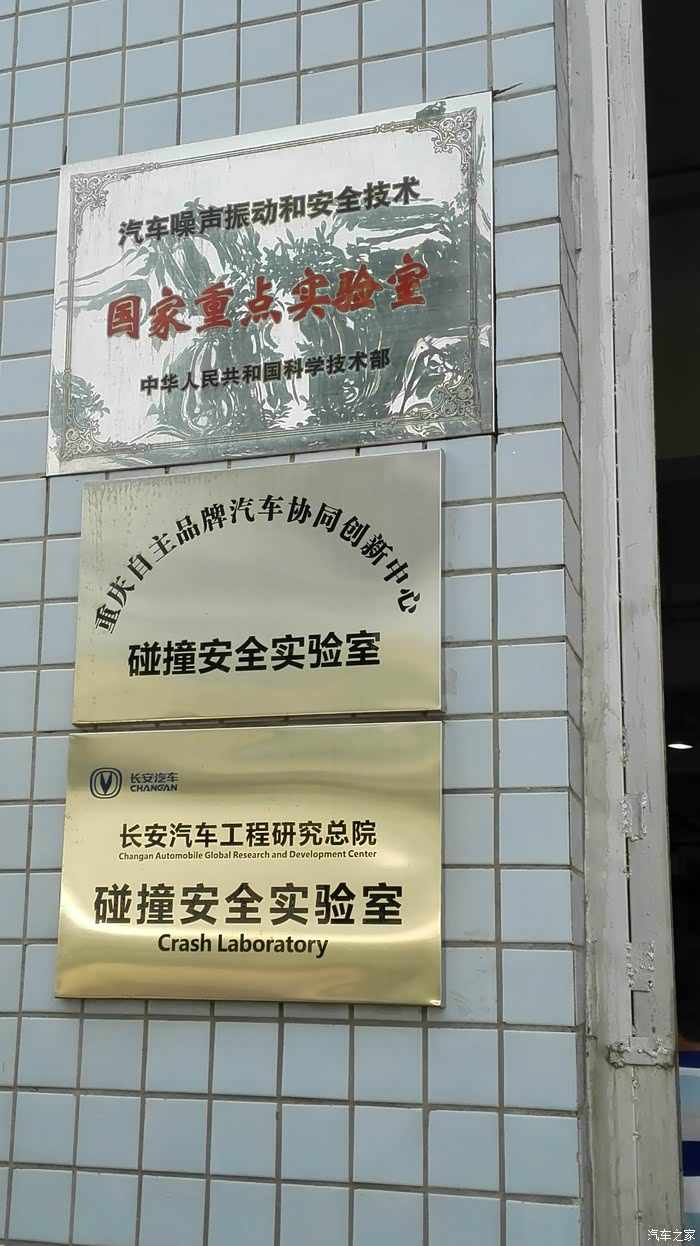 汽车噪声振动和安全技术
国家重点实验室
中华人民共和国科学技术部
重庆自主品牌汽车协同创新中心
碰撞安全实验室
长安汽车
CHANGAN
长安汽车工程研究总院
Changan Automobile Global Research and Development Center
碰撞安全实验室
Crash Laboratory
汽车之家